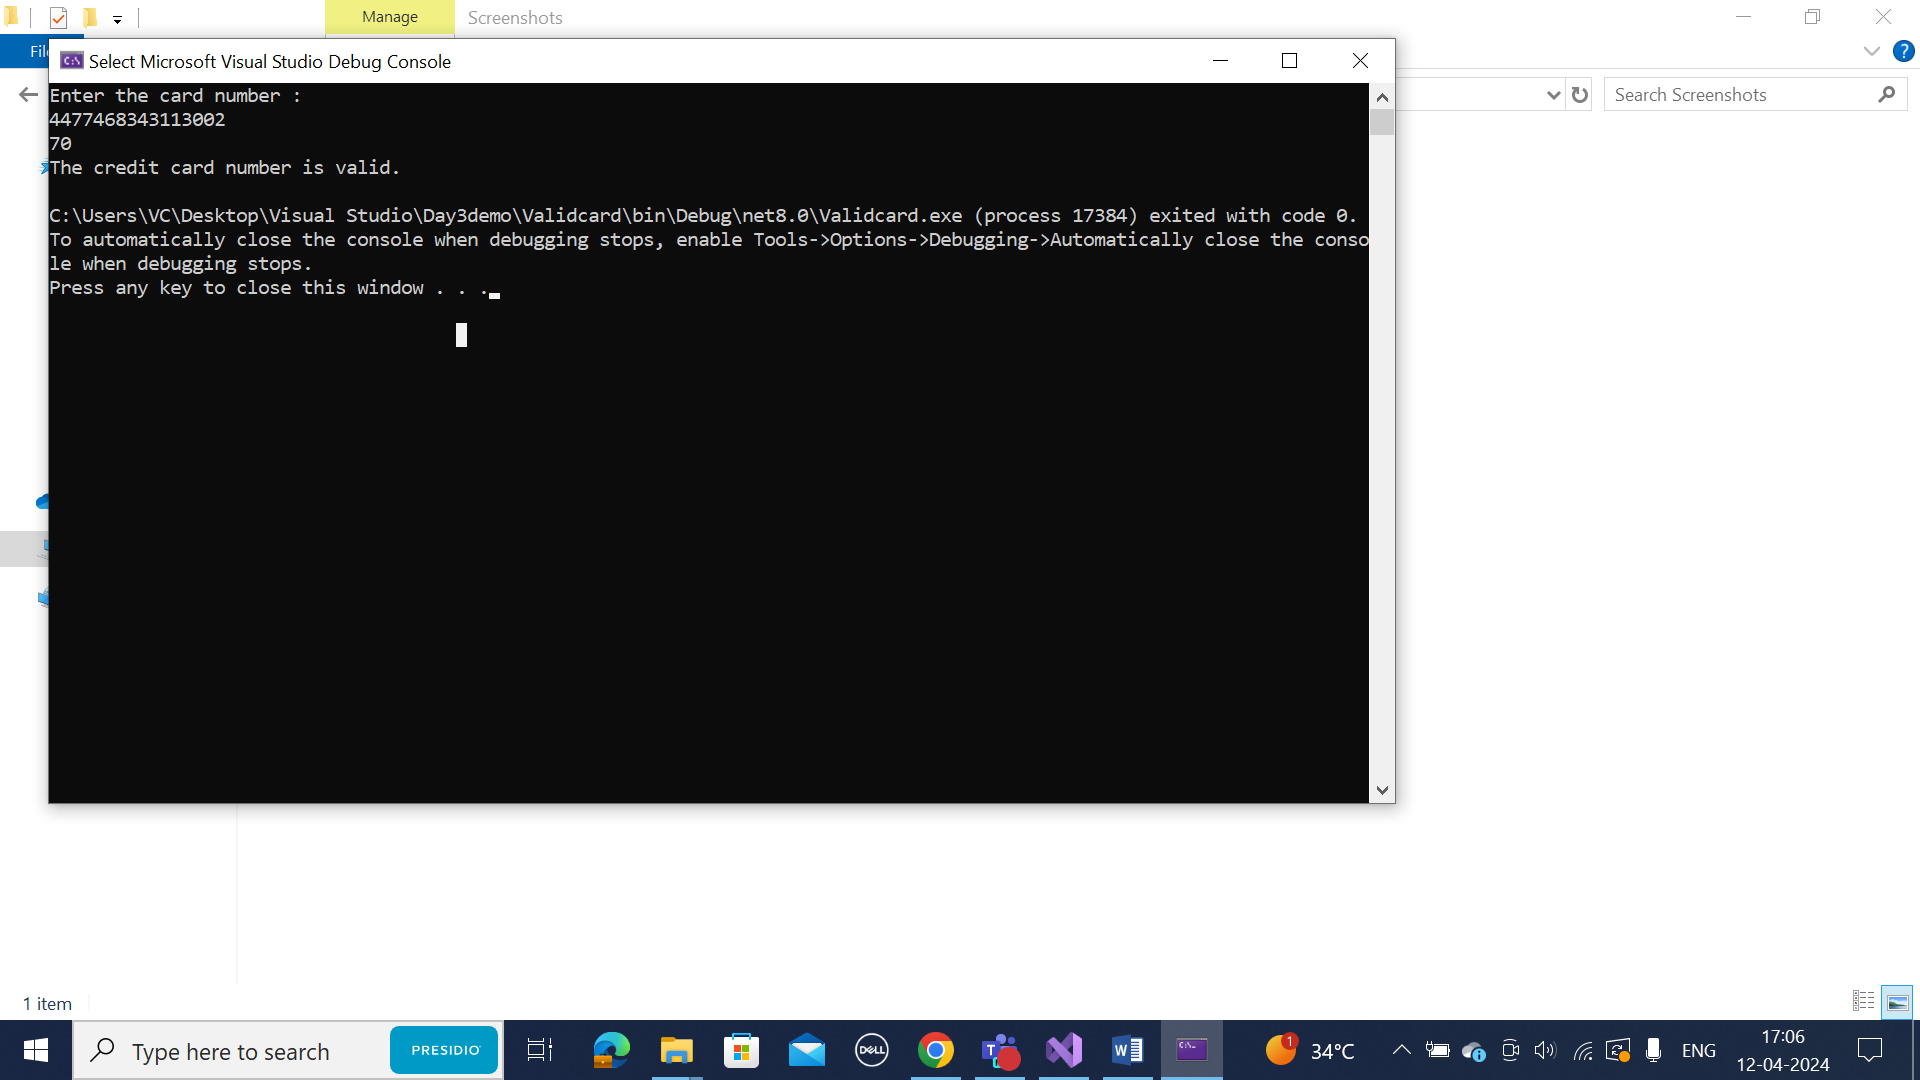 Manage
Screenshots
Fil
Select Microsoft Visual Studio Debug Console
Search Screenshots
Enter the card number :
4477468343113002
70
The credit card number is valid.
C:\Users\VC\Desktop\Visual Studio\Day3demo\Validcard\bin\Debug\net8.0\Validcard.exe (process 17384) exited with code 0.
To automatically close the console when debugging stops, enable Tools->Options->Debugging->Automatically close the conso
le when debugging stops.
Press any key to close this window . . .
1 item
Type here to search
PRESIDIO
DELL
1
34°C
ENG
17:06
12-04-2024